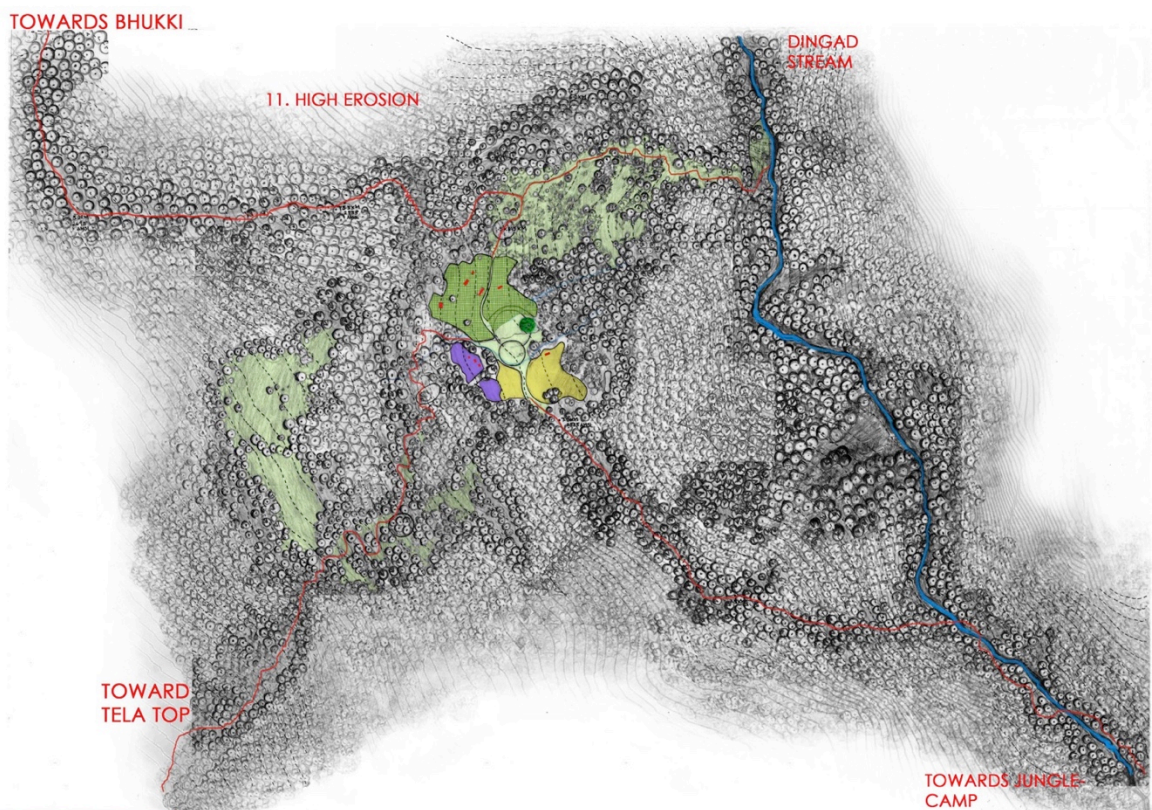 TOWARDS BHUKKI
DINGAD
STREAM
11. HIGH EROSION
TOWARD
TELA TOP
TOWARDS JUNGLE-
CAMP